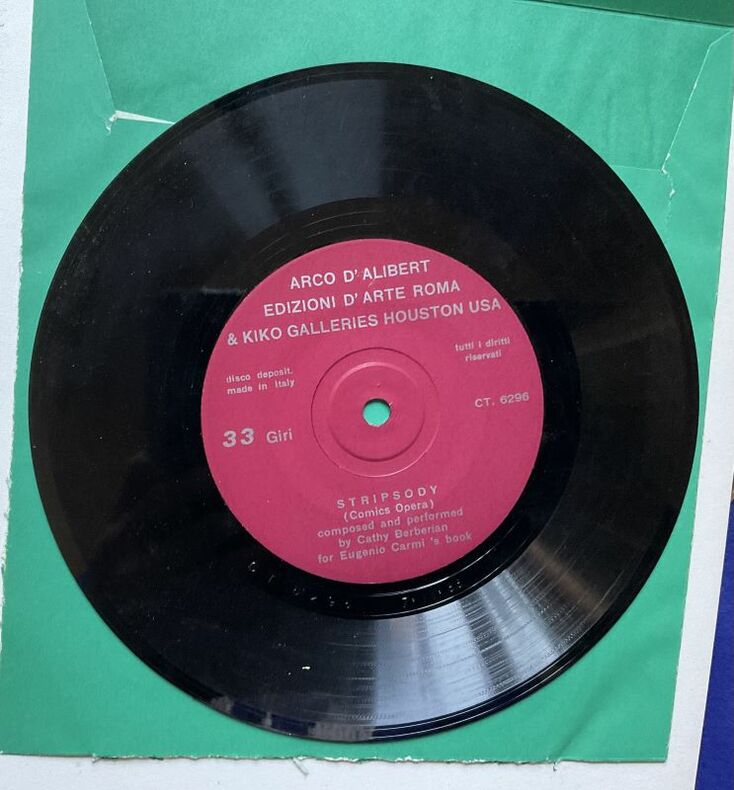 ARCO D'ALIBERT
EDIZIONI D'ARTE ROMA
& KIKO GALLERIES HOUSTON USA
disco deposit.
made in Italy
tutti i diritti
riservati
33 Giri
CT. 6296
STRIPSODY
(Comics Opera)
composed and performed
by Cathy Berberian
for Eugenio Carmi 's book